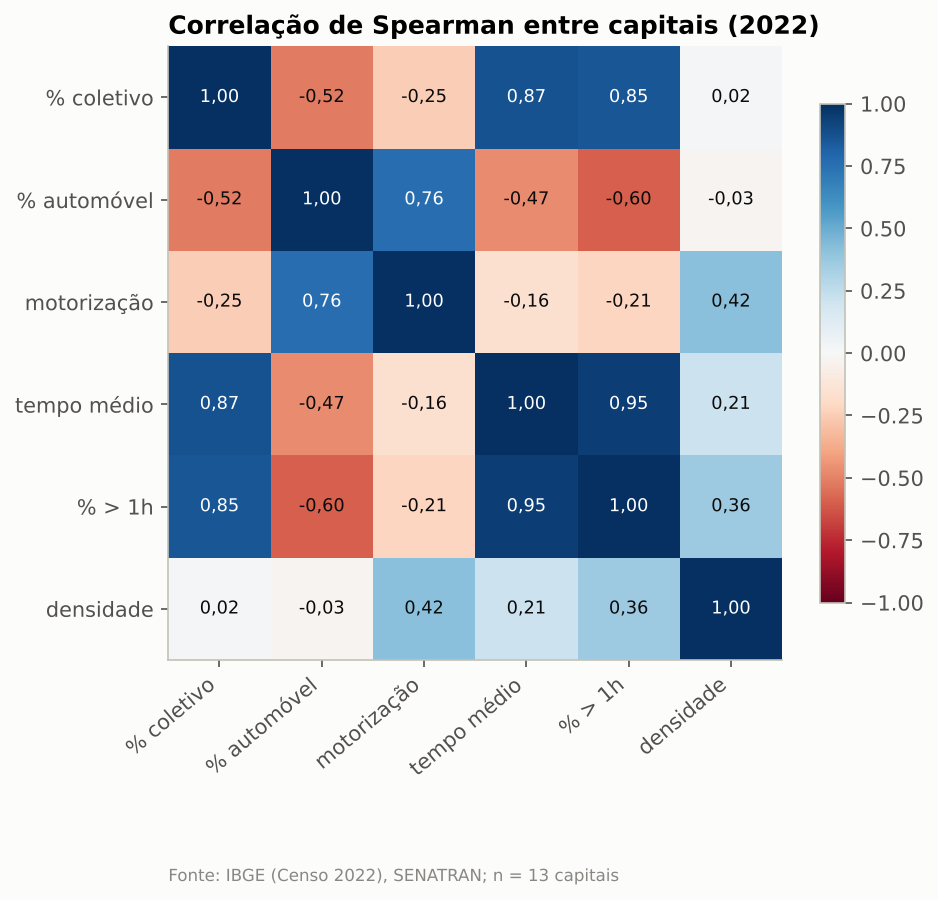 Correlação de Spearman entre capitais (2022)
% coletivo 1,00 -0,52 -0,25 0,87 0,85 0,02
% automóvel -0,52 1,00 0,76 -0,47 -0,60 -0,03
motorização -0,25 0,76 1,00 -0,16 -0,21 0,42
tempo médio 0,87 -0,47 -0,16 1,00 0,95 0,21
% > 1h 0,85 -0,60 -0,21 0,95 1,00 0,36
densidade 0,02 -0,03 0,42 0,21 0,36 1,00
% coletivo % automóvel motorização tempo médio % > 1h densidade
1.00
0.75
0.50
0.25
0.00
−0.25
−0.50
−0.75
−1.00
Fonte: IBGE (Censo 2022), SENATRAN; n = 13 capitais